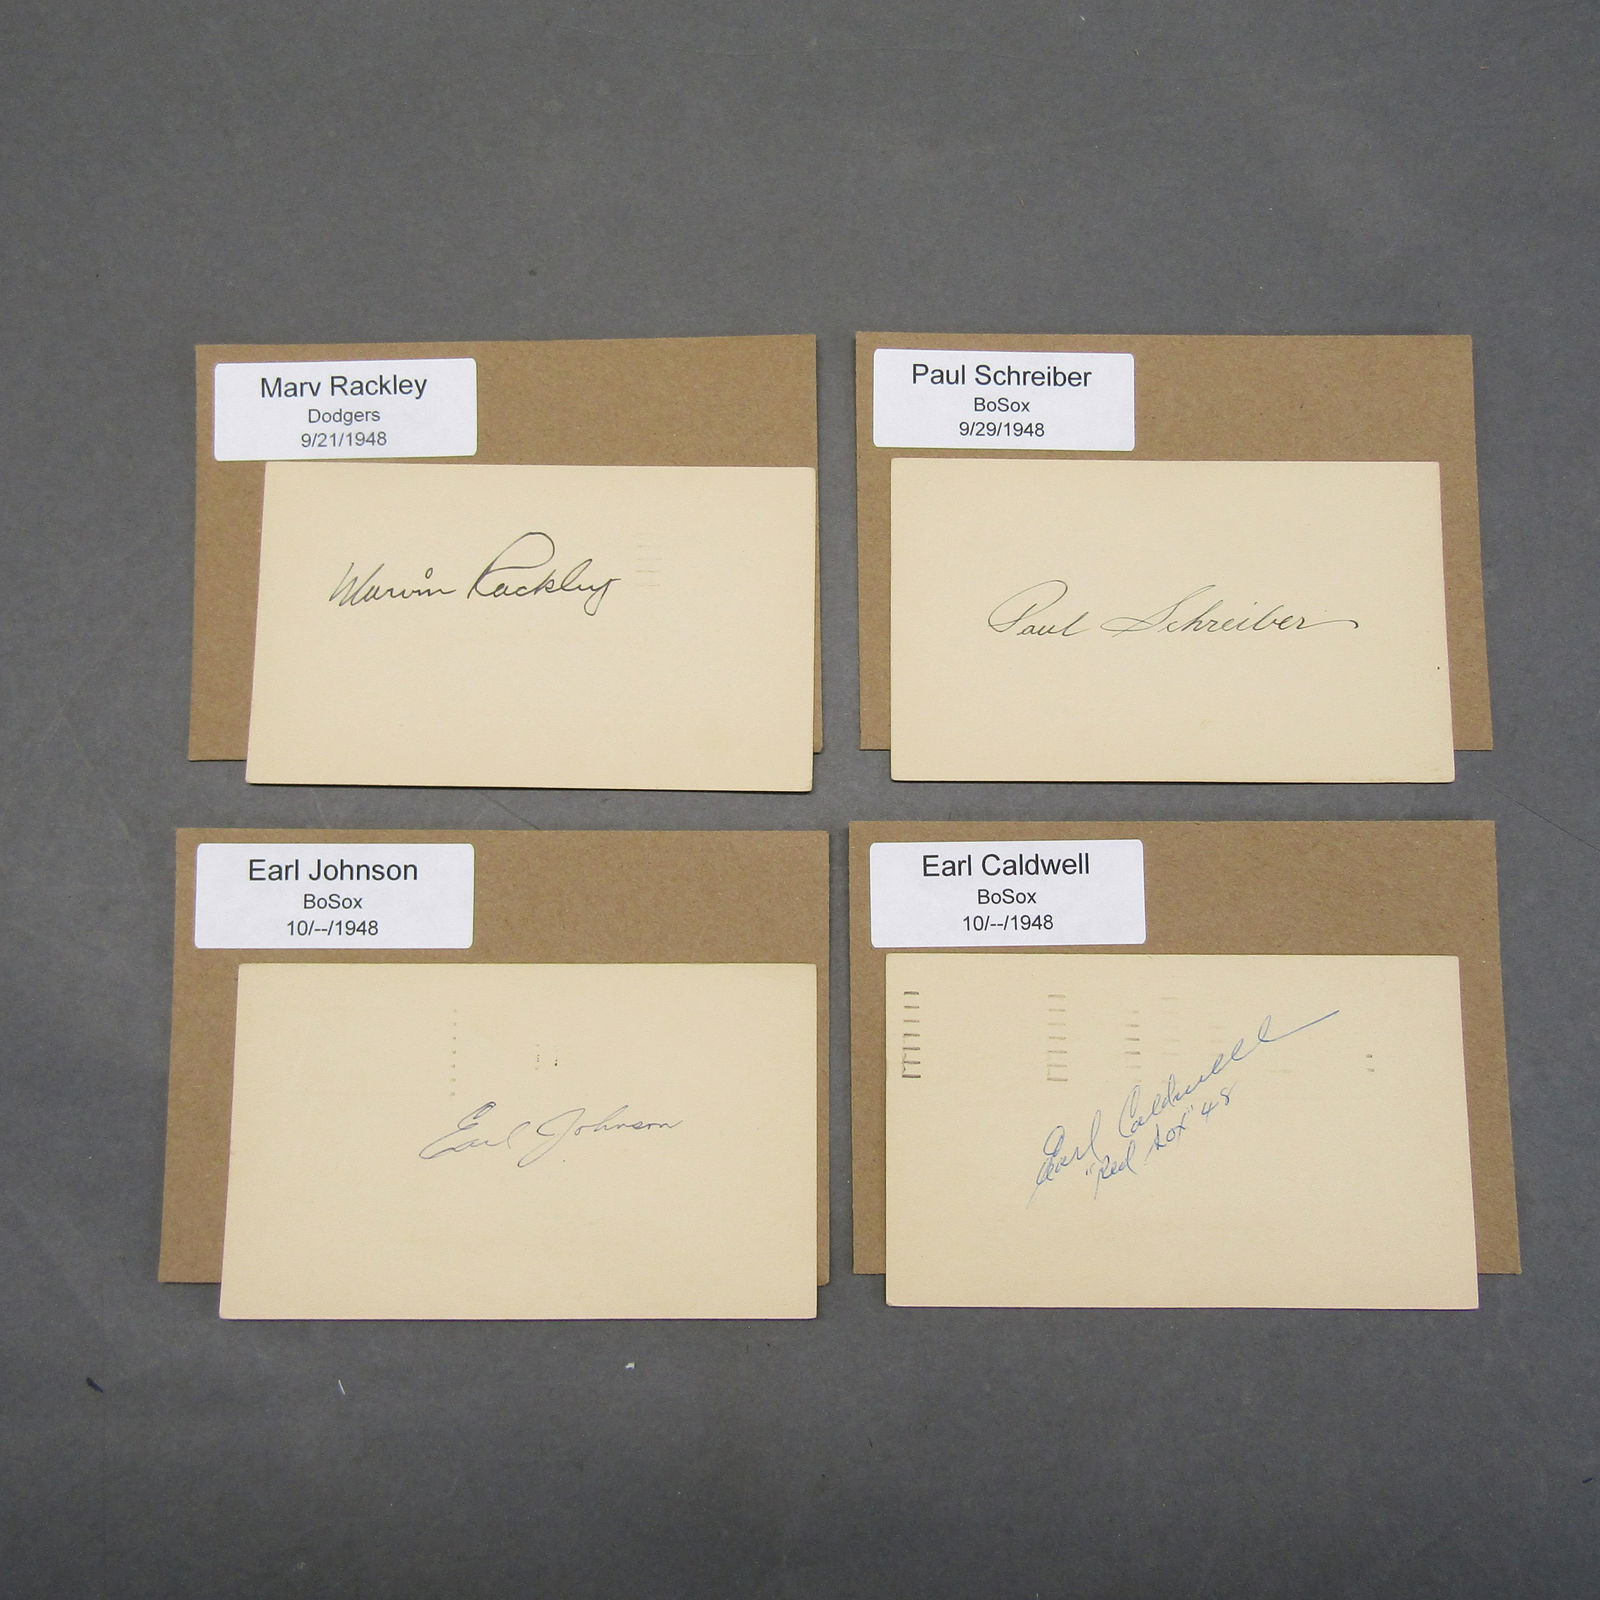 Marv Rackley
Dodgers
9/21/1948
Marvin Rackley
Paul Schreiber
BoSox
9/29/1948
Paul Schreiber
Earl Johnson
BoSox
10/--/1948
Earl Johnson
Earl Caldwell
BoSox
10/--/1948
Earl Caldwell
"Red Sox" 48